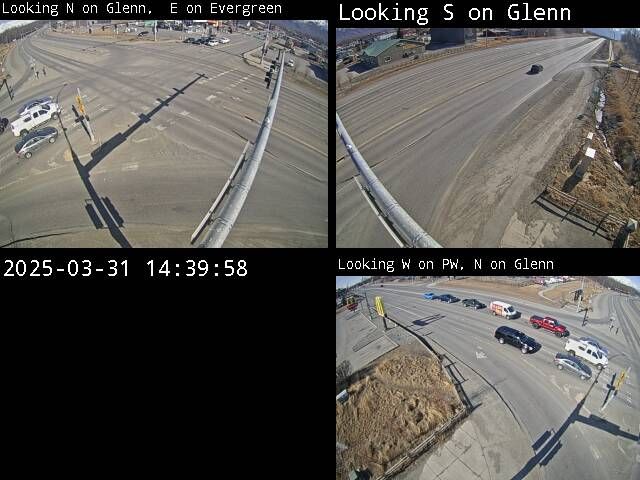 Looking N on Glenn, E on Evergreen
Looking S on Glenn
2025-03-31 14:39:58
Looking W on PW, N on Glenn